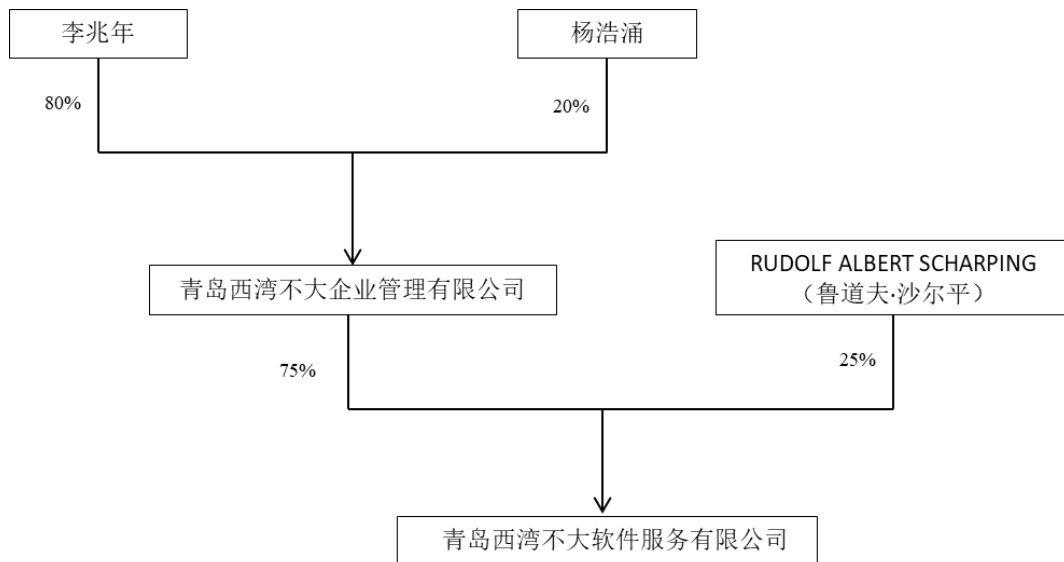 李兆年
杨浩涌
80%
20%
青岛西湾不大企业管理有限公司
RUDOLF ALBERT SCHARPING
（鲁道夫·沙尔平）
75%
25%
青岛西湾不大软件服务有限公司